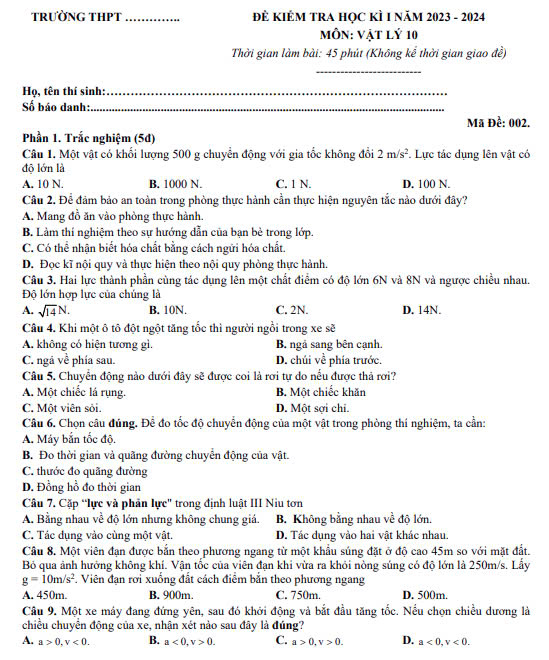 TRƯỜNG THPT …………..
ĐỀ KIỂM TRA HỌC KÌ I NĂM 2023 - 2024
MÔN: VẬT LÝ 10
Thời gian làm bài: 45 phút (Không kể thời gian giao đề)
Họ, tên thí sinh:
Số báo danh:
Mã Đề: 002.
Phần 1. Trắc nghiệm (5đ)
Câu 1. Một vật có khối lượng 500 g chuyển động với gia tốc không đổi 2 m/s². Lực tác dụng lên vật có
độ lớn là
A. 10 N. B. 1000 N. C. 1 N. D. 100 N.
Câu 2. Để đảm bảo an toàn trong phòng thực hành cần thực hiện nguyên tắc nào dưới đây?
A. Mang đồ ăn vào phòng thực hành.
B. Làm thí nghiệm theo sự hướng dẫn của bạn bè trong lớp.
C. Có thể nhận biết hóa chất bằng cách ngửi hóa chất.
D. Đọc kĩ nội quy và thực hiện theo nội quy phòng thực hành.
Câu 3. Hai lực thành phần cùng tác dụng lên một chất điểm có độ lớn 6N và 8N và ngược chiều nhau.
Độ lớn hợp lực của chúng là
A. √14 N. B. 10N. C. 2N. D. 14N.
Câu 4. Khi một ô tô đột ngột tăng tốc thì người ngồi trong xe sẽ
A. không có hiện tượng gì. B. ngả sang bên cạnh.
C. ngả về phía sau. D. chúi về phía trước.
Câu 5. Chuyển động nào dưới đây sẽ được coi là rơi tự do nếu được thả rơi?
A. Một chiếc lá rụng. B. Một chiếc khăn
C. Một viên sỏi. D. Một sợi chỉ.
Câu 6. Chọn câu đúng. Để đo tốc độ chuyển động của một vật trong phòng thí nghiệm, ta cần:
A. Máy bắn tốc độ.
B. Đo thời gian và quãng đường chuyển động của vật.
C. thước đo quãng đường
D. Đồng hồ đo thời gian
Câu 7. Cặp “lực và phản lực" trong định luật III Niu tơn
A. Bằng nhau về độ lớn nhưng không chung giá. B. Không bằng nhau về độ lớn.
C. Tác dụng vào cùng một vật. D. Tác dụng vào hai vật khác nhau.
Câu 8. Một viên đạn được bắn theo phương ngang từ một khẩu súng đặt ở độ cao 45m so với mặt đất.
Bỏ qua ảnh hưởng không khí. Vận tốc của viên đạn khi vừa ra khỏi nòng súng có độ lớn là 250m/s. Lấy
g = 10m/s². Viên đạn rơi xuống đất cách điểm bắn theo phương ngang
A. 450m. B. 900m. C. 750m. D. 500m.
Câu 9. Một xe máy đang đứng yên, sau đó khởi động và bắt đầu tăng tốc. Nếu chọn chiều dương là
chiều chuyển động của xe, nhận xét nào sau đây là đúng?
A. a > 0, v < 0. B. a < 0, v > 0. C. a > 0, v > 0. D. a < 0, v < 0.